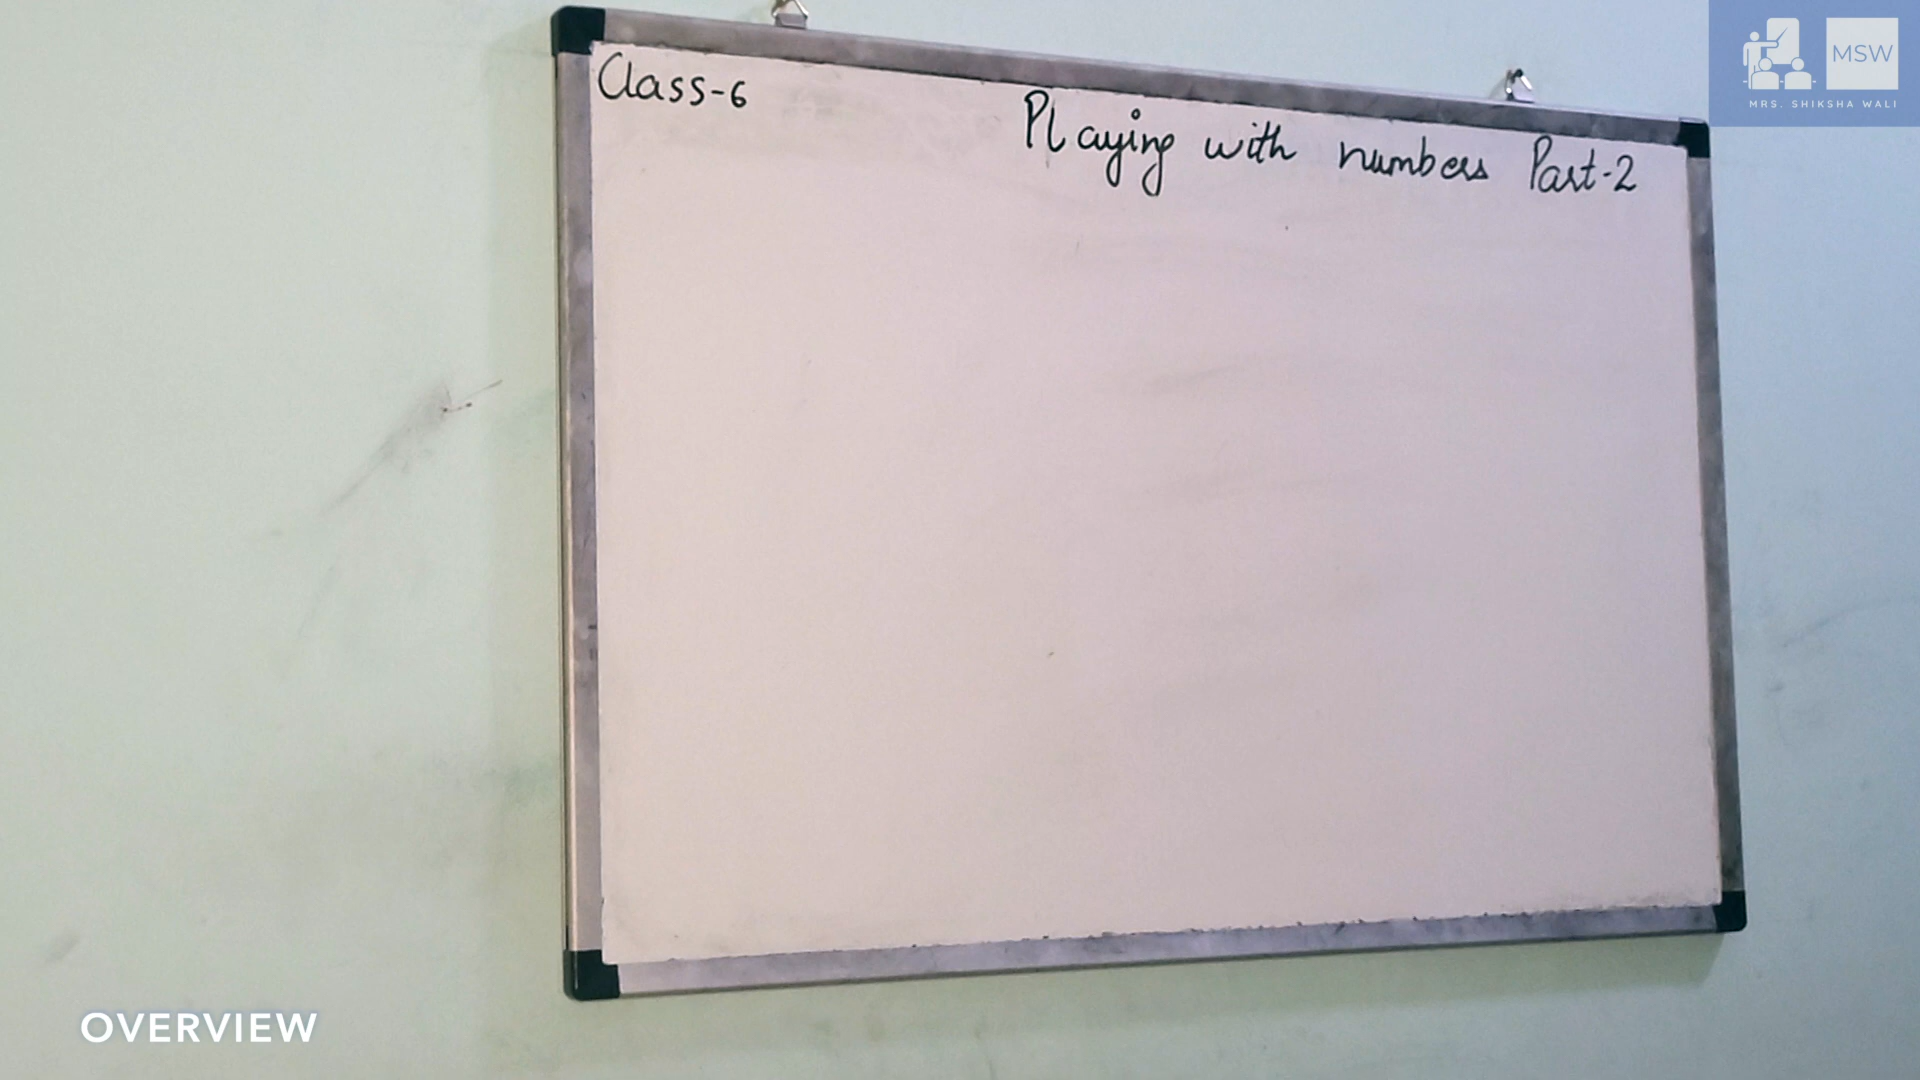 Class-6
Playing with numbers Part-2
MSW
MRS. SHIKSHA WALI
OVERVIEW